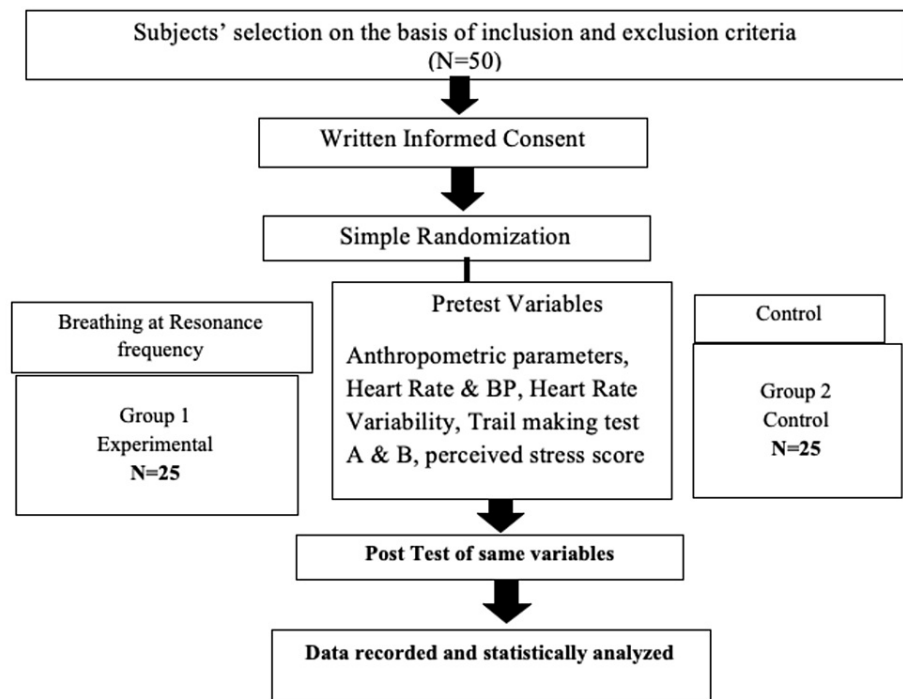 Subjects’ selection on the basis of inclusion and exclusion criteria
(N=50)
Written Informed Consent
Simple Randomization
Breathing at Resonance
frequency
Group 1
Experimental
N=25
Pretest Variables
Anthropometric parameters,
Heart Rate & BP, Heart Rate
Variability, Trail making test
A & B, perceived stress score
Control
Group 2
Control
N=25
Post Test of same variables
Data recorded and statistically analyzed